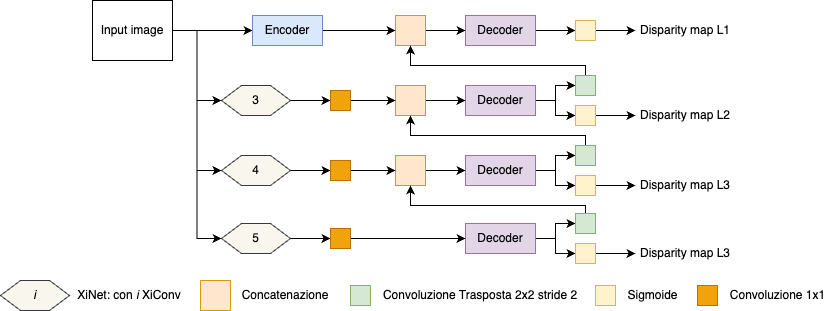 Input image
Encoder
Decoder
Disparity map L1
3
Decoder
Disparity map L2
4
Decoder
Disparity map L3
5
Decoder
Disparity map L3
i
XiNet: con i XiConv
Concatenazione
Convoluzione Trasposta 2x2 stride 2
Sigmoide
Convoluzione 1x1